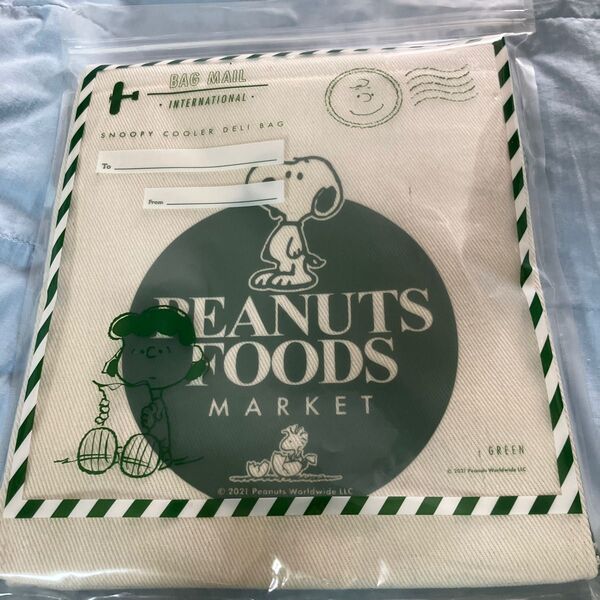 BAG MAIL
· INTERNATIONAL ·
SNOOPY COOLER DELI BAG
To
From
PEANUTS
FOODS
MARKET
© 2021 Peanuts Worldwide LLC
GREEN
© 2021 Peanuts Worldwide LLC